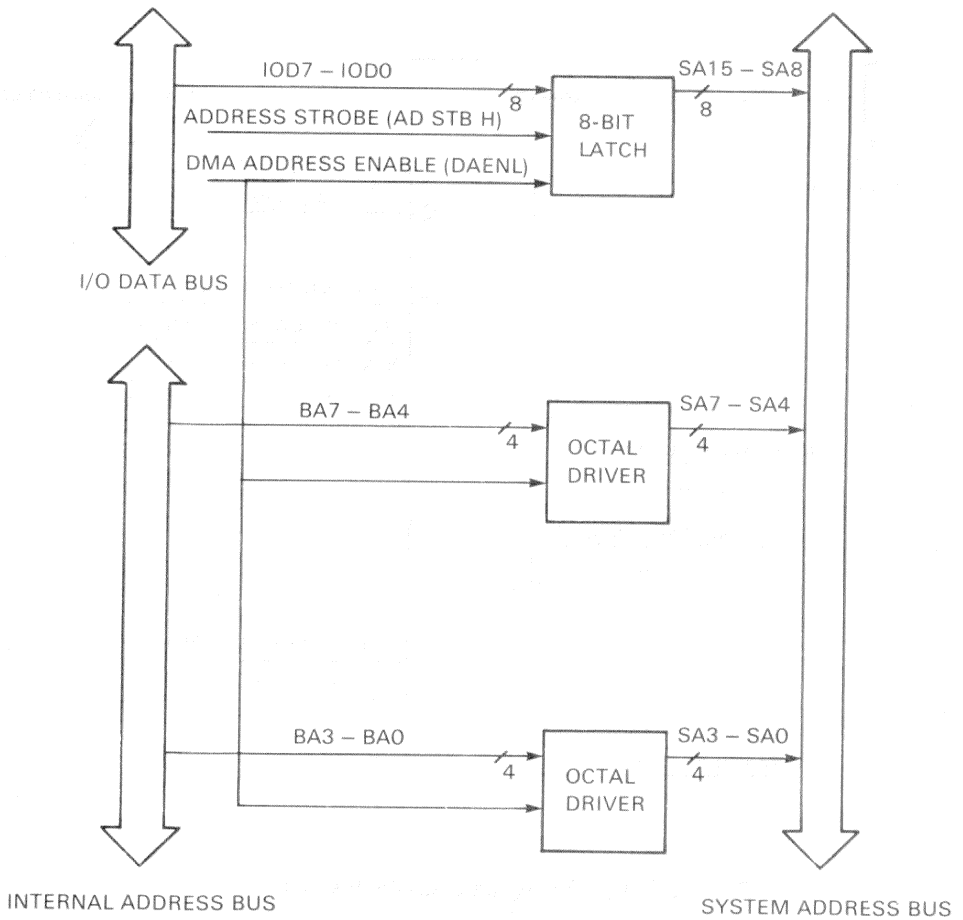 IOD7 – IOD0
8
SA15 – SA8
8
ADDRESS STROBE (AD STB H)
8-BIT
LATCH
DMA ADDRESS ENABLE (DAENL)
I/O DATA BUS
BA7 – BA4
4
SA7 – SA4
4
OCTAL
DRIVER
BA3 – BA0
4
SA3 – SA0
4
OCTAL
DRIVER
INTERNAL ADDRESS BUS
SYSTEM ADDRESS BUS